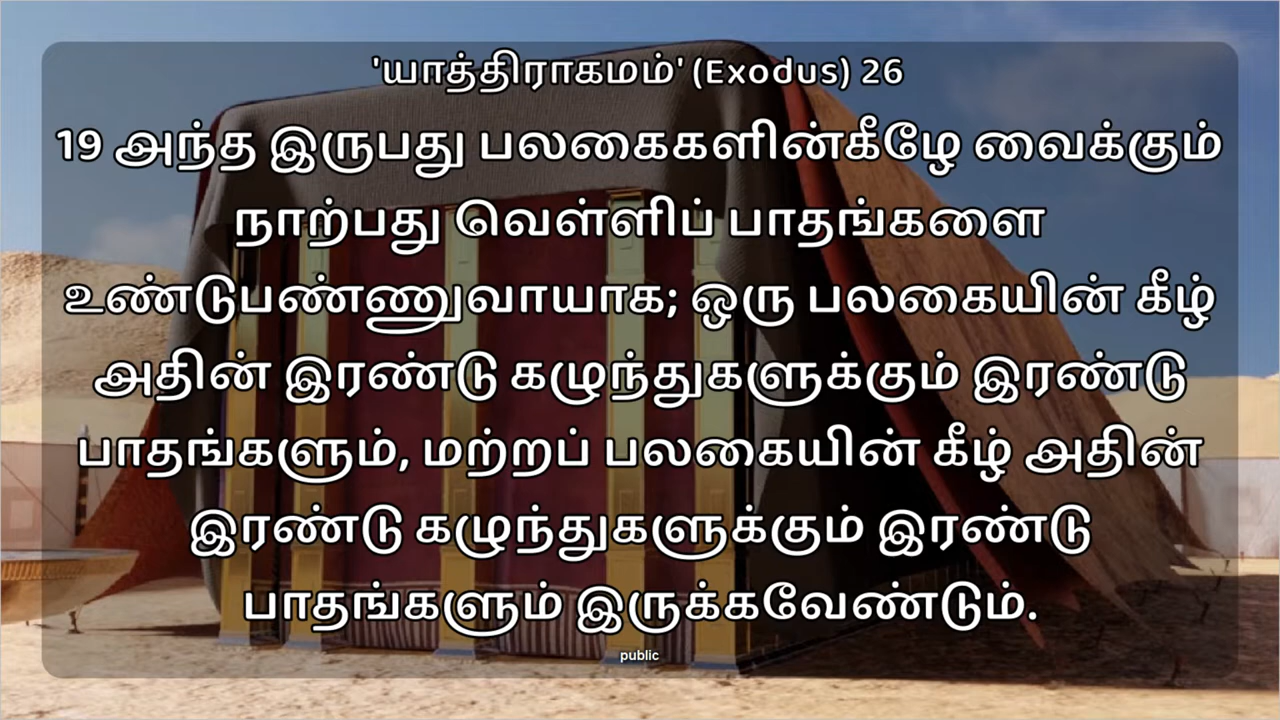 'யாத்திராகமம்' (Exodus) 26
19 அந்த இருபது பலகைகளின்கீழே வைக்கும்
நாற்பது வெள்ளிப் பாதங்களை
உண்டுபண்ணுவாயாக; ஒரு பலகையின் கீழ்
அதின் இரண்டு கழுந்துகளுக்கும் இரண்டு
பாதங்களும், மற்றப் பலகையின் கீழ் அதின்
இரண்டு கழுந்துகளுக்கும் இரண்டு
பாதங்களும் இருக்கவேண்டும்.
public